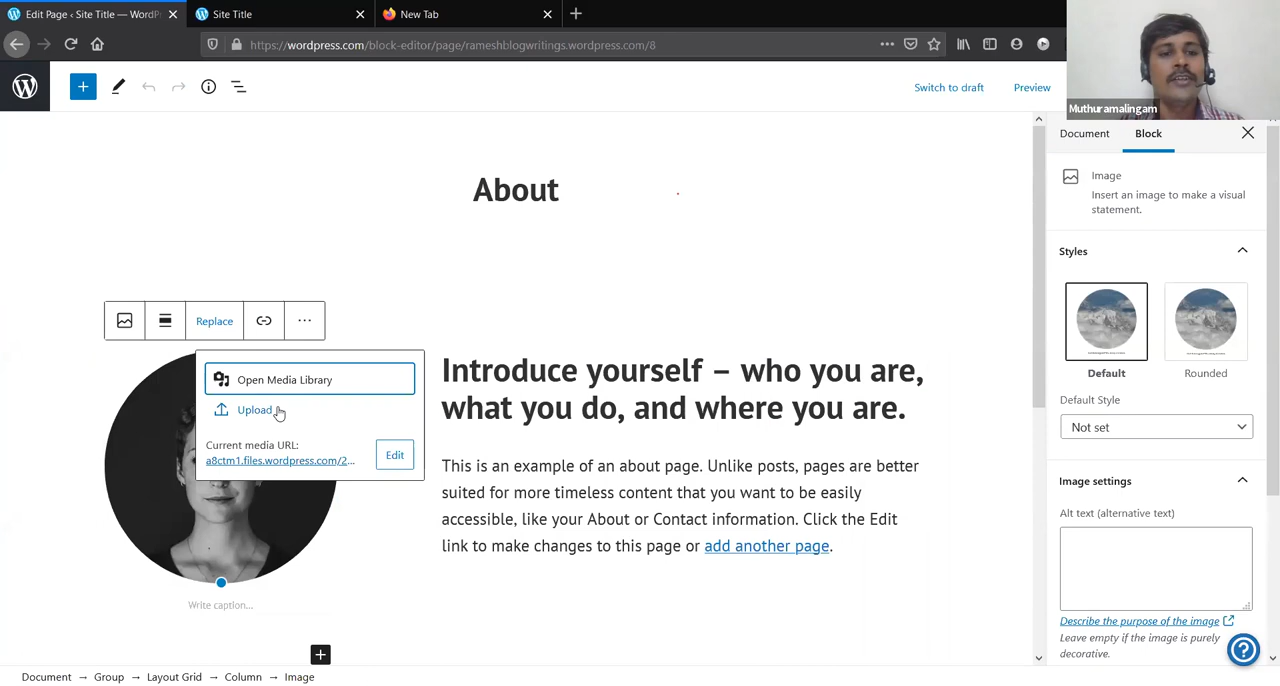 Edit Page ‹ Site Title — WordP
Site Title
New Tab
https://wordpress.com/block-editor/page/rameshblogwritings.wordpress.com/8
Switch to draft
Preview
Muthuramalingam
Document
Block
About
Image
Insert an image to make a visual
statement.
Styles
Default
Rounded
Default Style
Not set
Image settings
Alt text (alternative text)
Describe the purpose of the image
Leave empty if the image is purely
decorative.
Replace
Open Media Library
Upload
Current media URL:
a8ctm1.files.wordpress.com/2...
Edit
Introduce yourself – who you are,
what you do, and where you are.
This is an example of an about page. Unlike posts, pages are better
suited for more timeless content that you want to be easily
accessible, like your About or Contact information. Click the Edit
link to make changes to this page or add another page.
Write caption...
Document → Group → Layout Grid → Column → Image